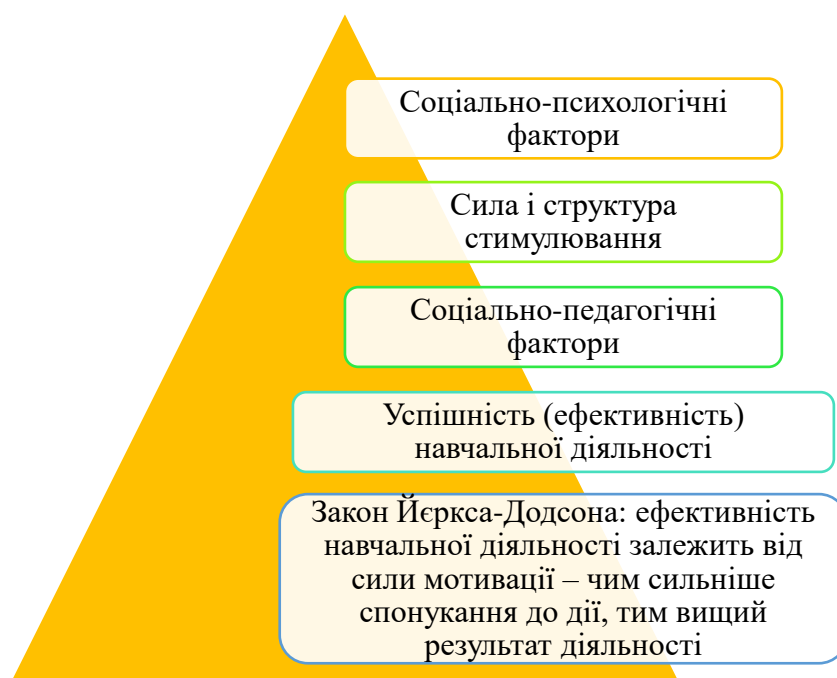 Соціально-психологічні
фактори
Сила і структура
стимулювання
Соціально-педагогічні
фактори
Успішність (ефективність)
навчальної діяльності
Закон Йєркса-Додсона: ефективність
навчальної діяльності залежить від
сили мотивації – чим сильніше
спонукання до дії, тим вищий
результат діяльності